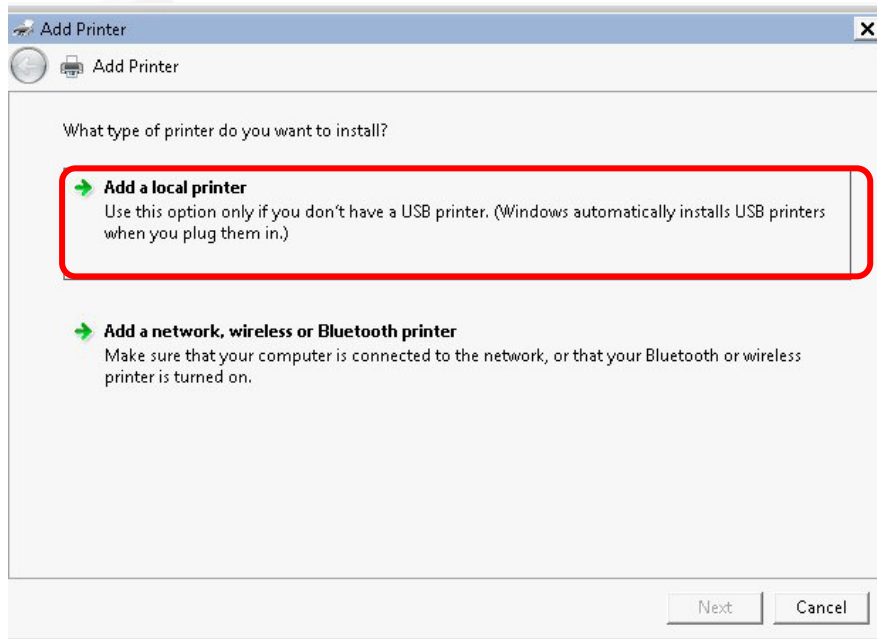 Add Printer
Add Printer
What type of printer do you want to install?
Add a local printer
Use this option only if you don't have a USB printer. (Windows automatically installs USB printers
when you plug them in.)
Add a network, wireless or Bluetooth printer
Make sure that your computer is connected to the network, or that your Bluetooth or wireless
printer is turned on.
Next Cancel